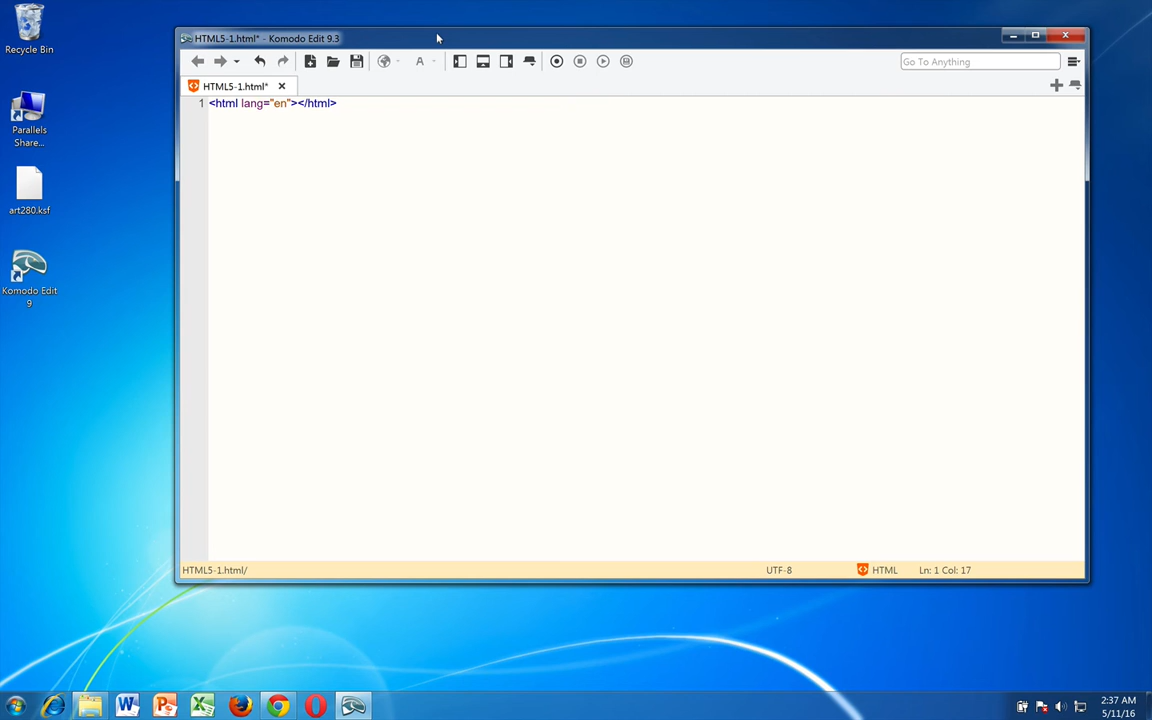 Recycle Bin
Parallels
Share...
art280.ksf
Komodo Edit
9
HTML5-1.html* - Komodo Edit 9.3
A
Go To Anything
HTML5-1.html*
1 <html lang="en"></html>
HTML5-1.html/
UTF-8
HTML
Ln: 1 Col: 17
2:37 AM
5/11/16